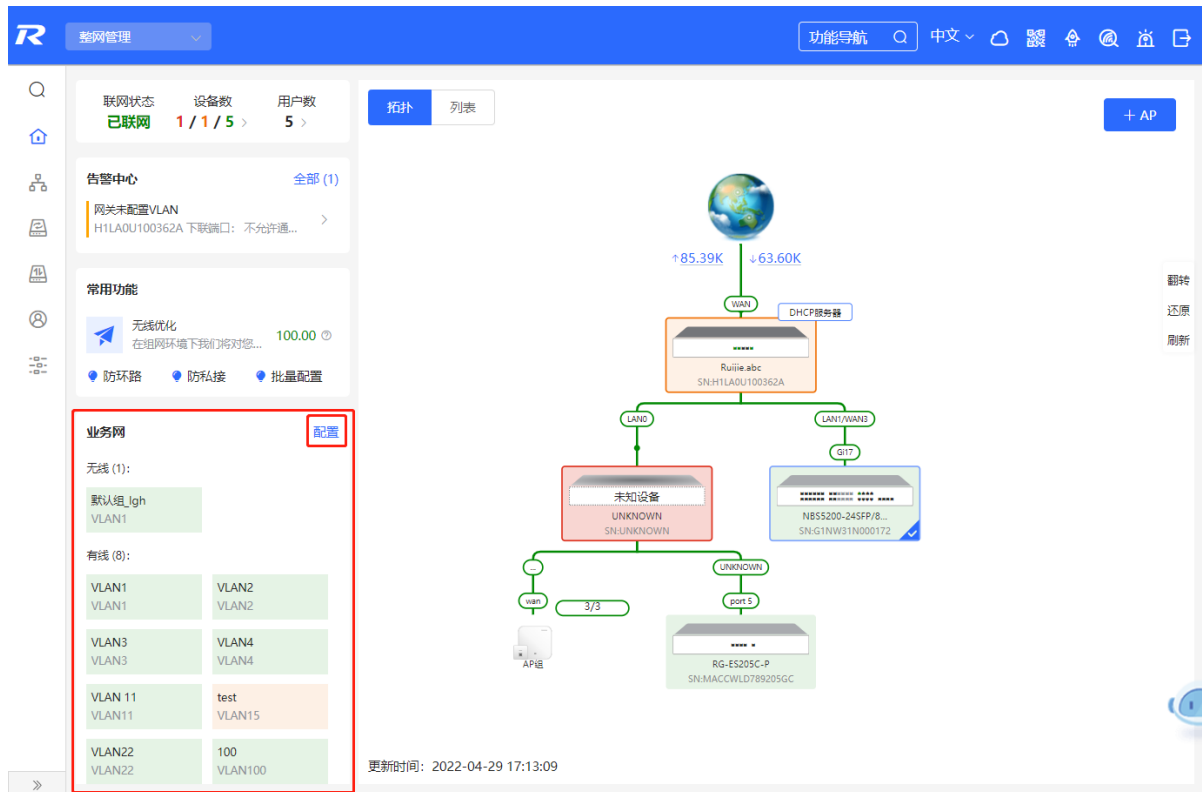 整网管理
功能导航
中文
联网状态 设备数 用户数
已联网 1 / 1 / 5 > 5 >
告警中心 全部 (1)
网关未配置VLAN
H1LA0U100362A 下联端口： 不允许通...
常用功能
无线优化
在组网环境下我们将对您...
100.00
防环路 防私接 批量配置
业务网 配置
无线 (1):
默认组_lgh
VLAN1
有线 (8):
VLAN1 VLAN2
VLAN1 VLAN2
VLAN3 VLAN4
VLAN3 VLAN4
VLAN 11 test
VLAN11 VLAN15
VLAN22 100
VLAN22 VLAN100
拓扑 列表
+ AP
↑85.39K ↓63.60K
WAN
DHCP服务器
Ruijie.abc
SN:H1LA0U100362A
LAN0 LAN1/WAN3
GI17
未知设备
UNKNOWN
SN:UNKNOWN
NBS5200-24SFP/8...
SN:G1NW31N000172
... UNKNOWN
wan 3/3 port 5
AP组
RG-ES205C-P
SN:MACCWLD789205GC
翻转
还原
刷新
更新时间：2022-04-29 17:13:09